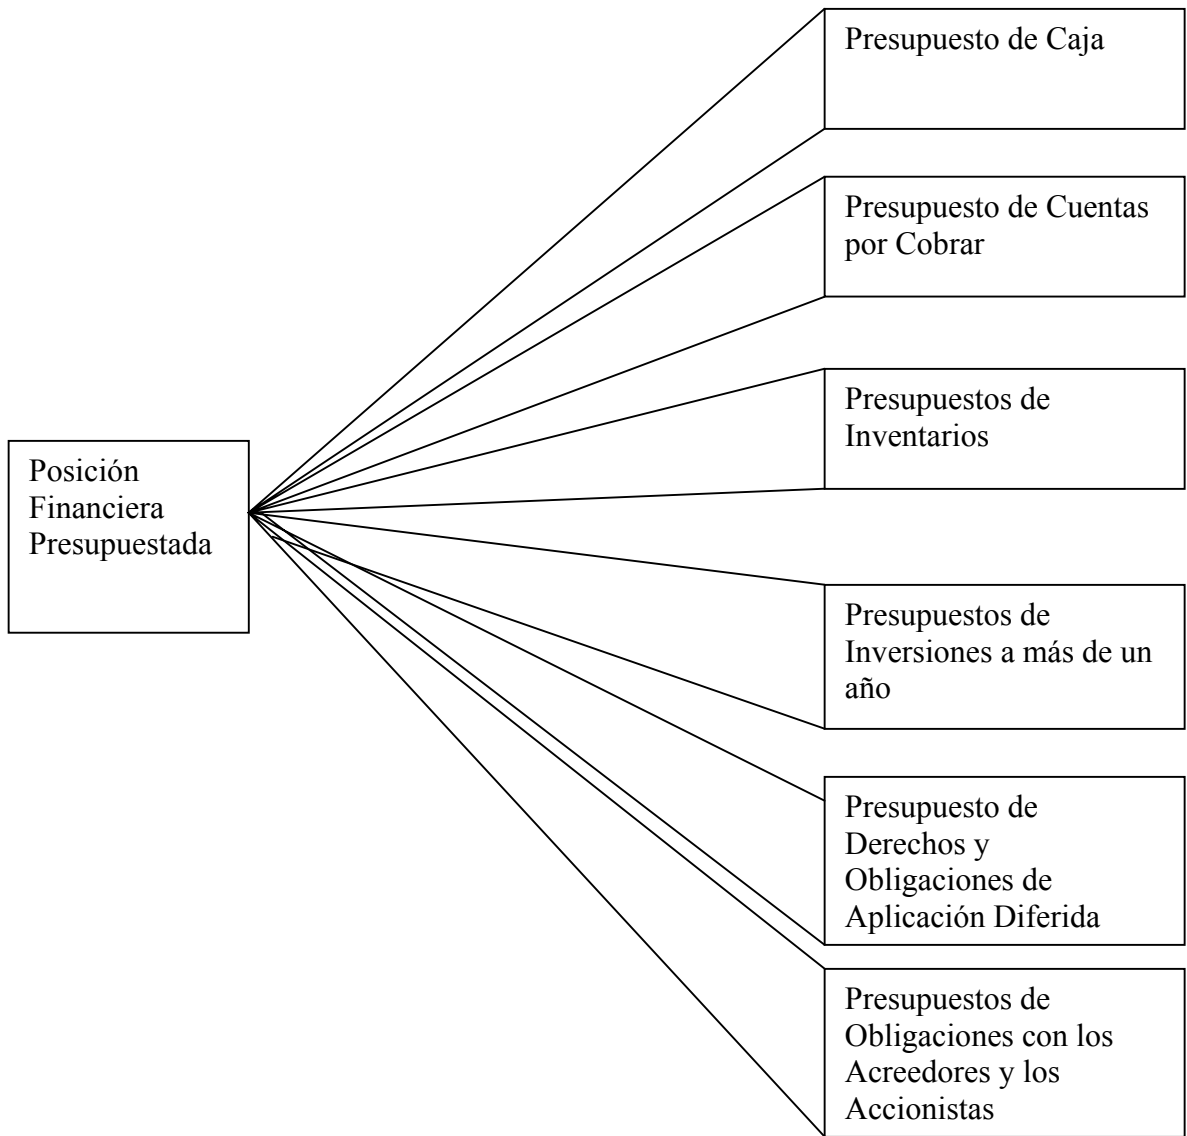 Posición
Financiera
Presupuestada
Presupuesto de Caja
Presupuesto de Cuentas
por Cobrar
Presupuestos de
Inventarios
Presupuestos de
Inversiones a más de un
año
Presupuesto de
Derechos y
Obligaciones de
Aplicación Diferida
Presupuestos de
Obligaciones con los
Acreedores y los
Accionistas